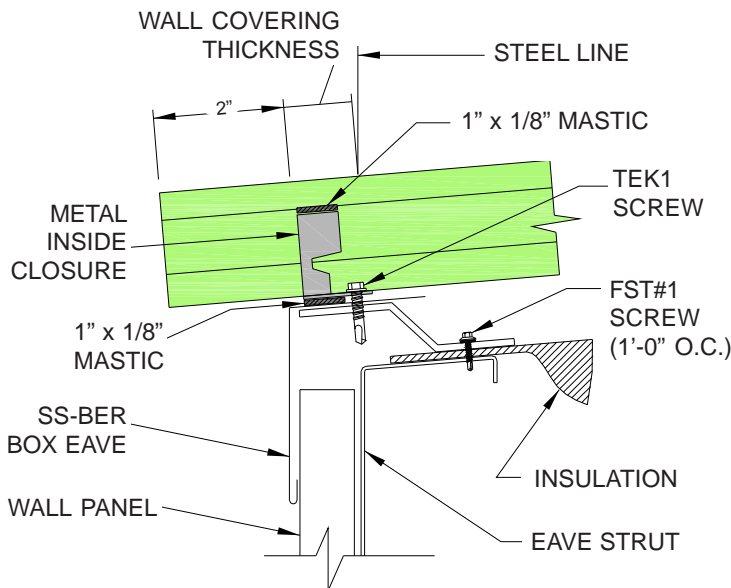 WALL COVERING
THICKNESS
STEEL LINE
2”
1” x 1/8” MASTIC
TEK1
SCREW
METAL
INSIDE
CLOSURE
FST#1
SCREW
(1’-0” O.C.)
1” x 1/8”
MASTIC
SS-BER
BOX EAVE
INSULATION
WALL PANEL
EAVE STRUT